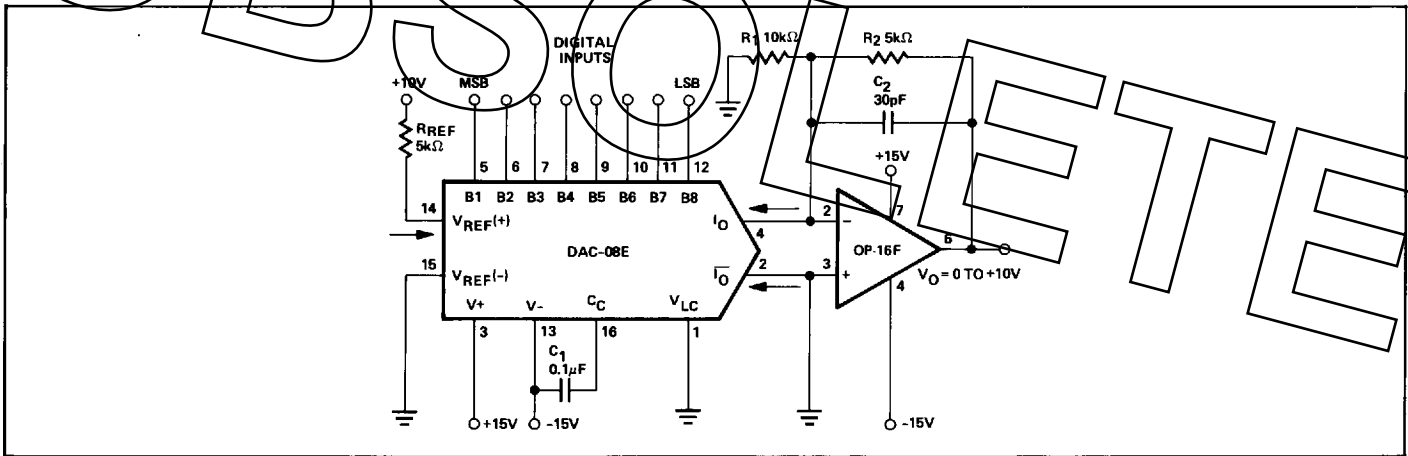 OBSOLETE
DIGITAL
INPUTS
R1 10kΩ
R2 5kΩ
+10V
MSB
LSB
C2
30pF
RREF
5kΩ
+15V
5 6 7 8 9 10 11 12
B1 B2 B3 B4 B5 B6 B7 B8
14
VREF(+)
IO
4
2
−
7
DAC-08E
OP-16F
6
15
VREF(-)
IO̅
2
3
+
4
VO = 0 TO +10V
V+
V-
CC
VLC
3
13
16
1
C1
0.1μF
+15V
-15V
-15V